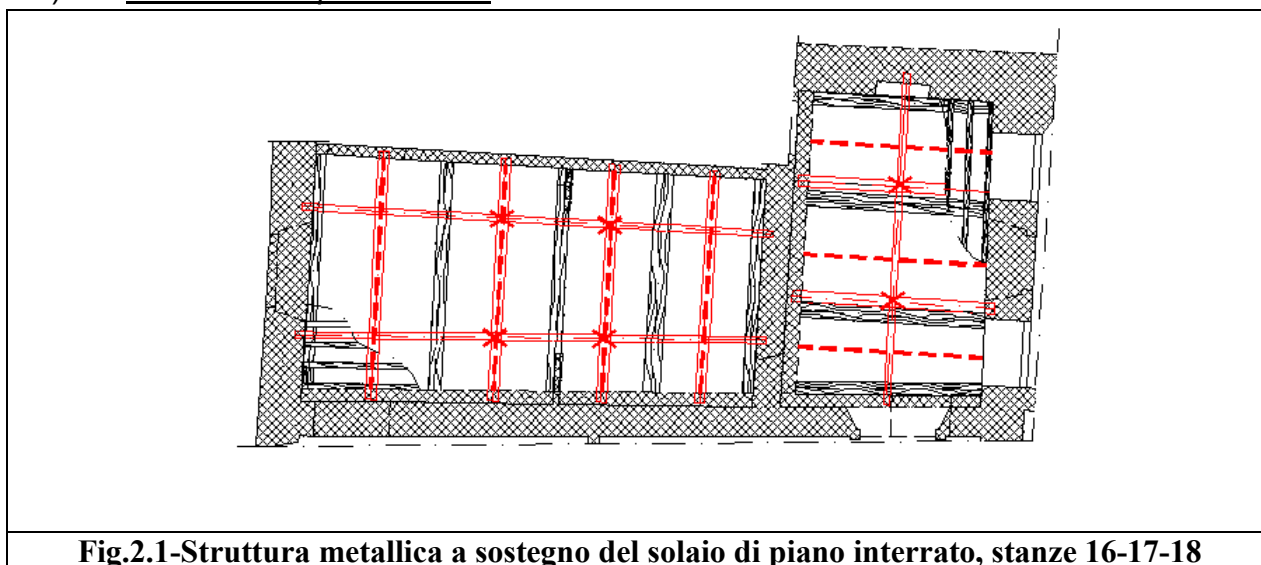 Fig.2.1-Struttura metallica a sostegno del solaio di piano interrato, stanze 16-17-18